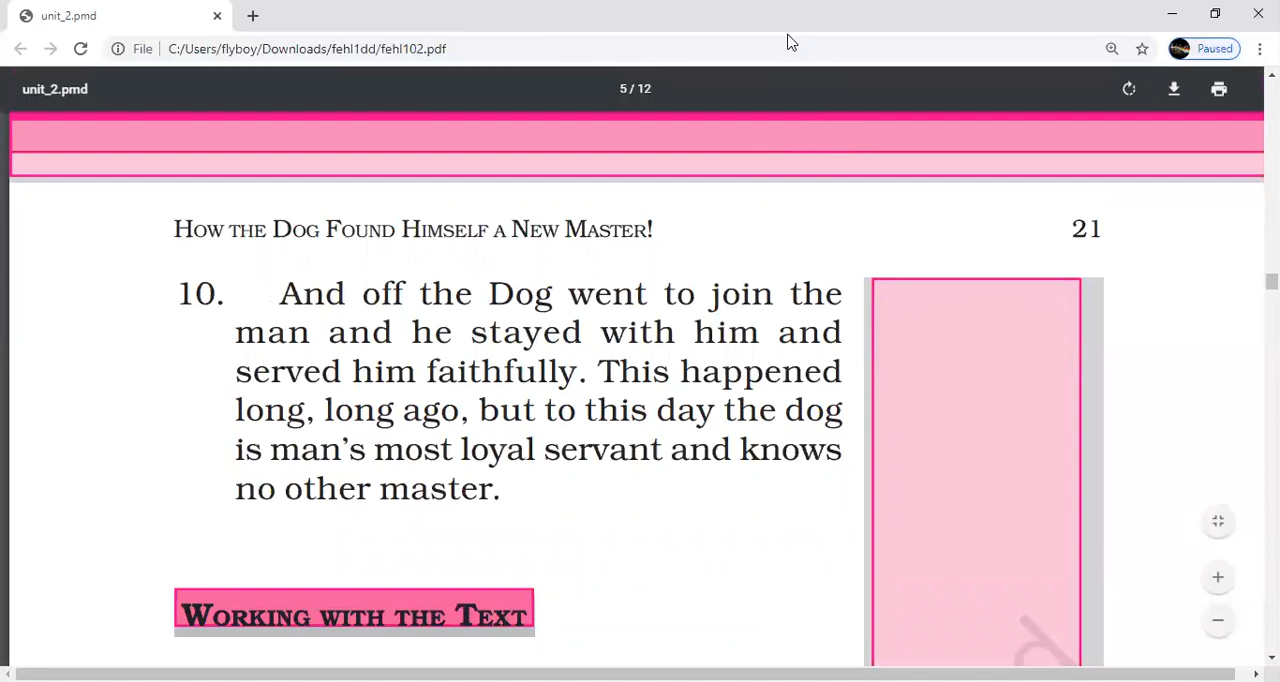 unit_2.pmd
File
C:/Users/flyboy/Downloads/fehl1dd/fehl102.pdf
Paused
unit_2.pmd
5 / 12
HOW THE DOG FOUND HIMSELF A NEW MASTER!
21
10. And off the Dog went to join the
man and he stayed with him and
served him faithfully. This happened
long, long ago, but to this day the dog
is man’s most loyal servant and knows
no other master.
WORKING WITH THE TEXT
d